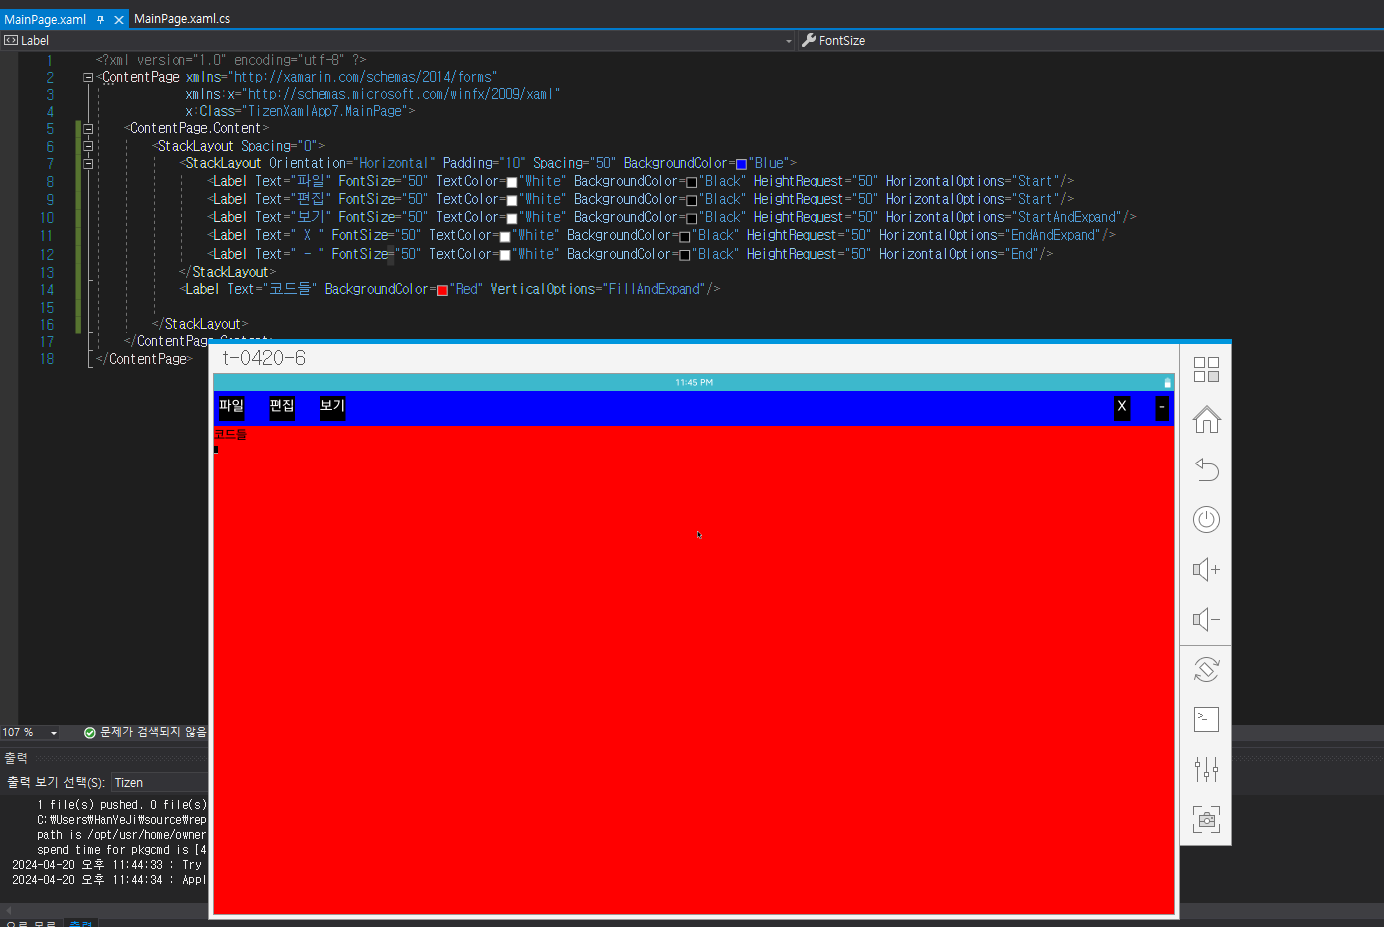 MainPage.xaml MainPage.xaml.cs
Label FontSize
1 <?xml version="1.0" encoding="utf-8" ?>
2 <ContentPage xmlns="http://xamarin.com/schemas/2014/forms"
3 xmlns:x="http://schemas.microsoft.com/winfx/2009/xaml"
4 x:Class="TizenXamlApp7.MainPage">
5 <ContentPage.Content>
6 <StackLayout Spacing="0">
7 <StackLayout Orientation="Horizontal" Padding="10" Spacing="50" BackgroundColor="Blue">
8 <Label Text="파일" FontSize="50" TextColor="White" BackgroundColor="Black" HeightRequest="50" HorizontalOptions="Start"/>
9 <Label Text="편집" FontSize="50" TextColor="White" BackgroundColor="Black" HeightRequest="50" HorizontalOptions="Start"/>
10 <Label Text="보기" FontSize="50" TextColor="White" BackgroundColor="Black" HeightRequest="50" HorizontalOptions="StartAndExpand"/>
11 <Label Text=" X " FontSize="50" TextColor="White" BackgroundColor="Black" HeightRequest="50" HorizontalOptions="EndAndExpand"/>
12 <Label Text=" - " FontSize="50" TextColor="White" BackgroundColor="Black" HeightRequest="50" HorizontalOptions="End"/>
13 </StackLayout>
14 <Label Text="코드들" BackgroundColor="Red" VerticalOptions="FillAndExpand"/>
15
16 </StackLayout>
17 </ContentPage.Content>
18 </ContentPage>
t-0420-6
11:45 PM
파일 편집 보기 X -
코드들
107 % 문제가 검색되지 않음
출력
출력 보기 선택(S): Tizen
1 file(s) pushed. 0 file(s)
C:\Users\HanYeJi\source\rep
path is /opt/usr/home/owner
spend time for pkgcmd is [4
2024-04-20 오후 11:44:33 : Try
2024-04-20 오후 11:44:34 : Appl
출력